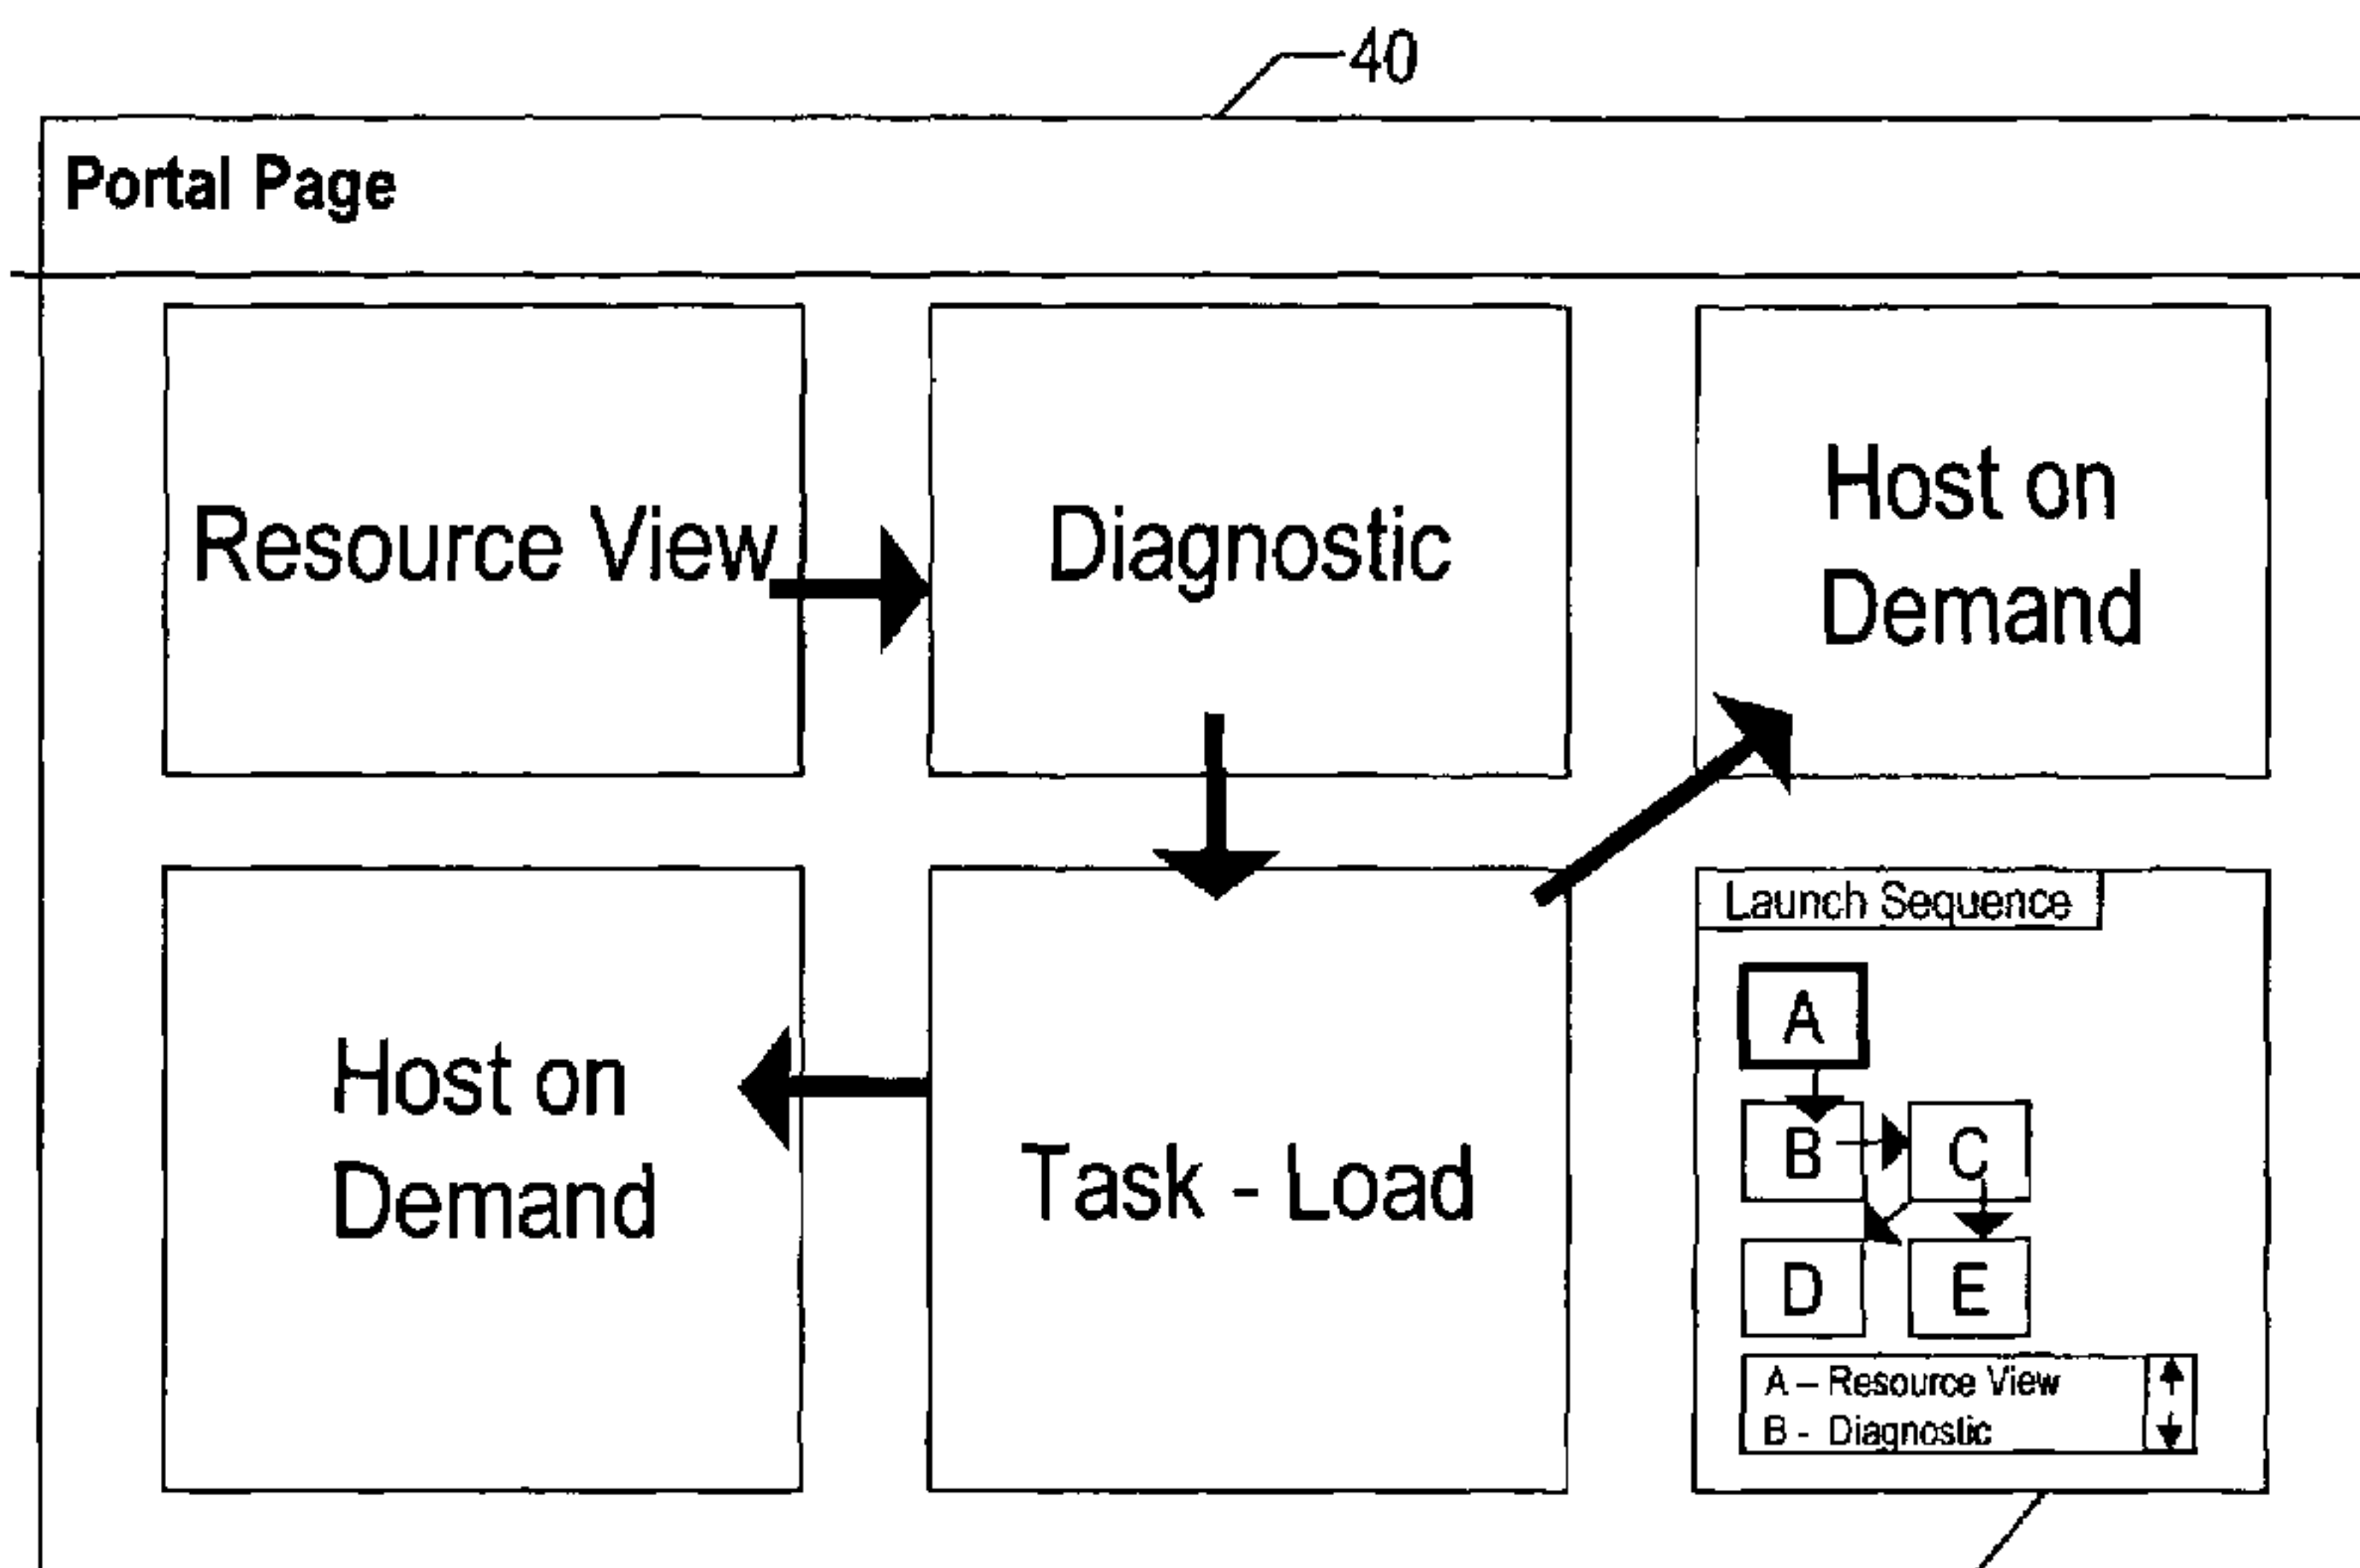 40
Portal Page
Resource View
Diagnostic
Host on
Demand
Host on
Demand
Task - Load
Launch Sequence
A
B
C
D
E
A – Resource View
B - Diagnostic